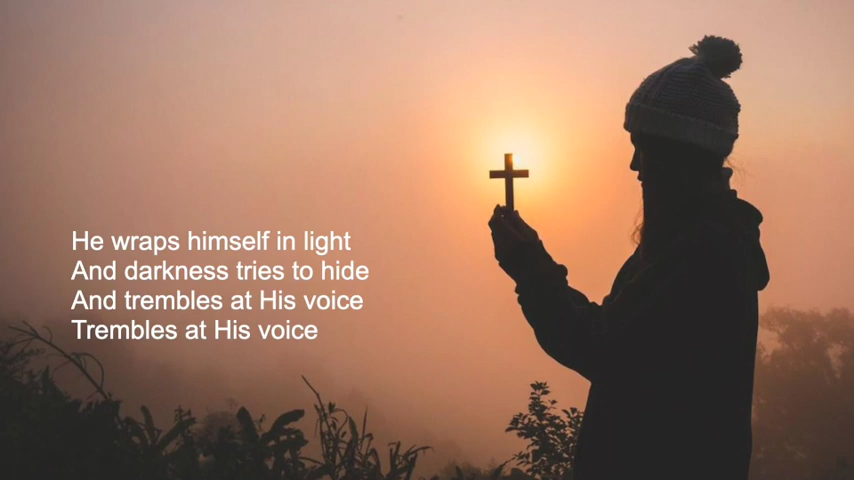 He wraps himself in light
And darkness tries to hide
And trembles at His voice
Trembles at His voice